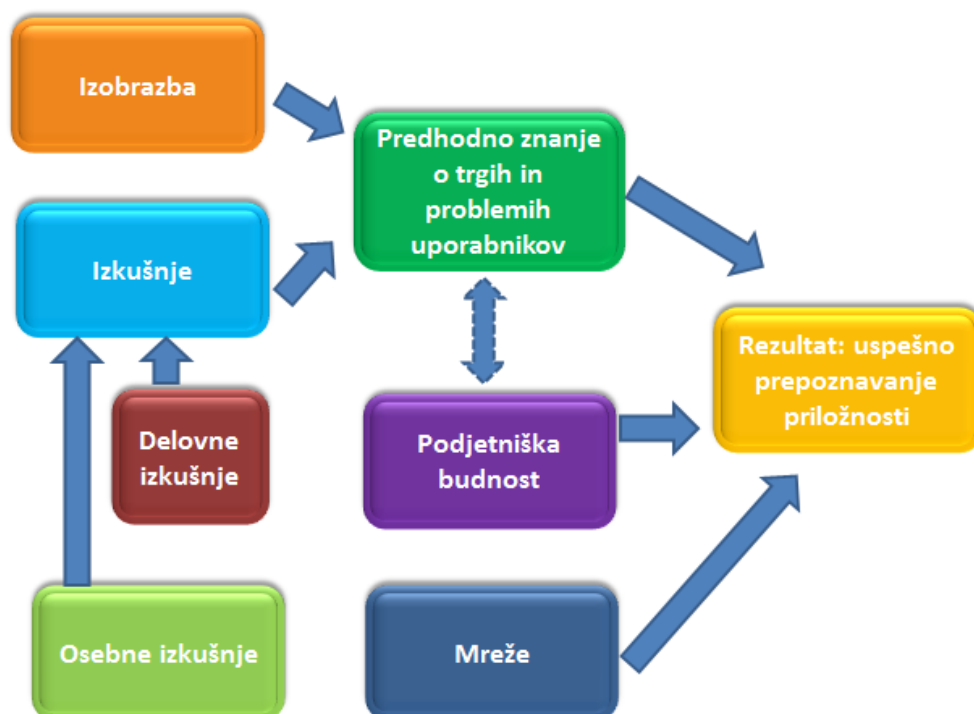 Izobrazba
Predhodno znanje
o trgih in
problemih
uporabnikov
Izkušnje
Rezultat: uspešno
prepoznavanje
priložnosti
Delovne
izkušnje
Podjetniška
budnost
Osebne izkušnje
Mreže